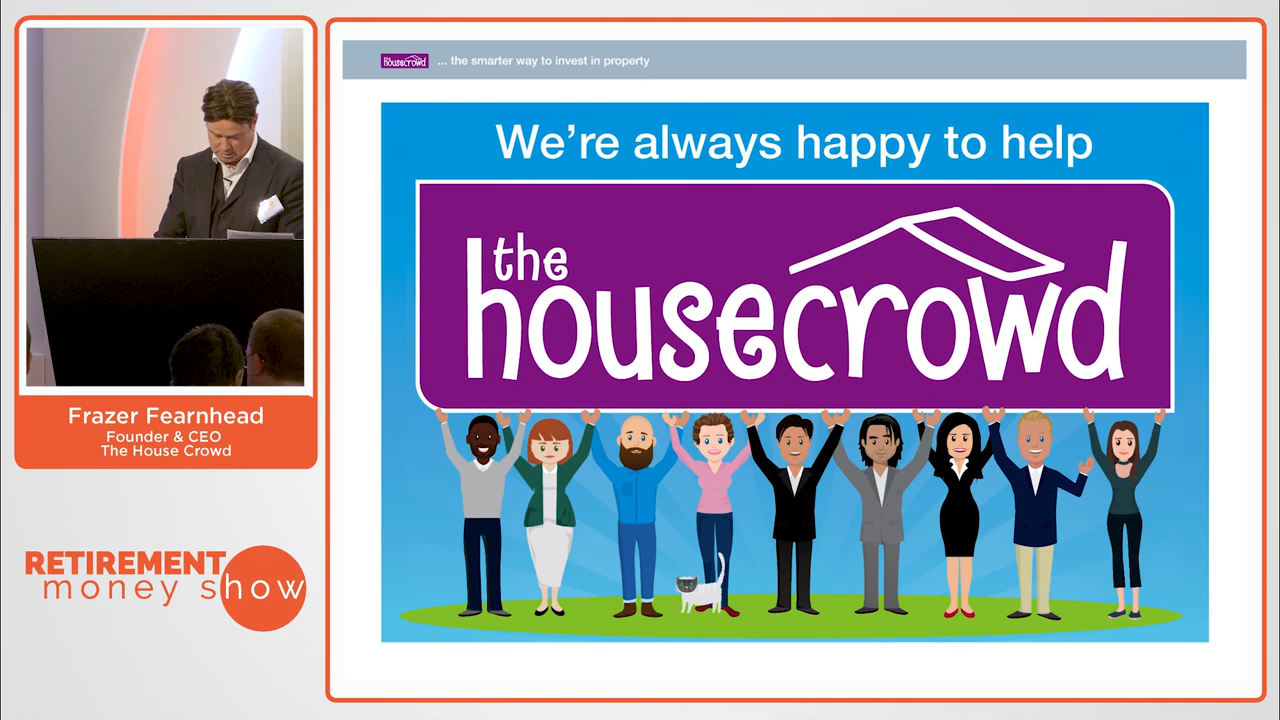 Frazer Fearnhead
Founder & CEO
The House Crowd
RETIREMENT
money show
the housecrowd ... the smarter way to invest in property
We're always happy to help
the
housecrowd